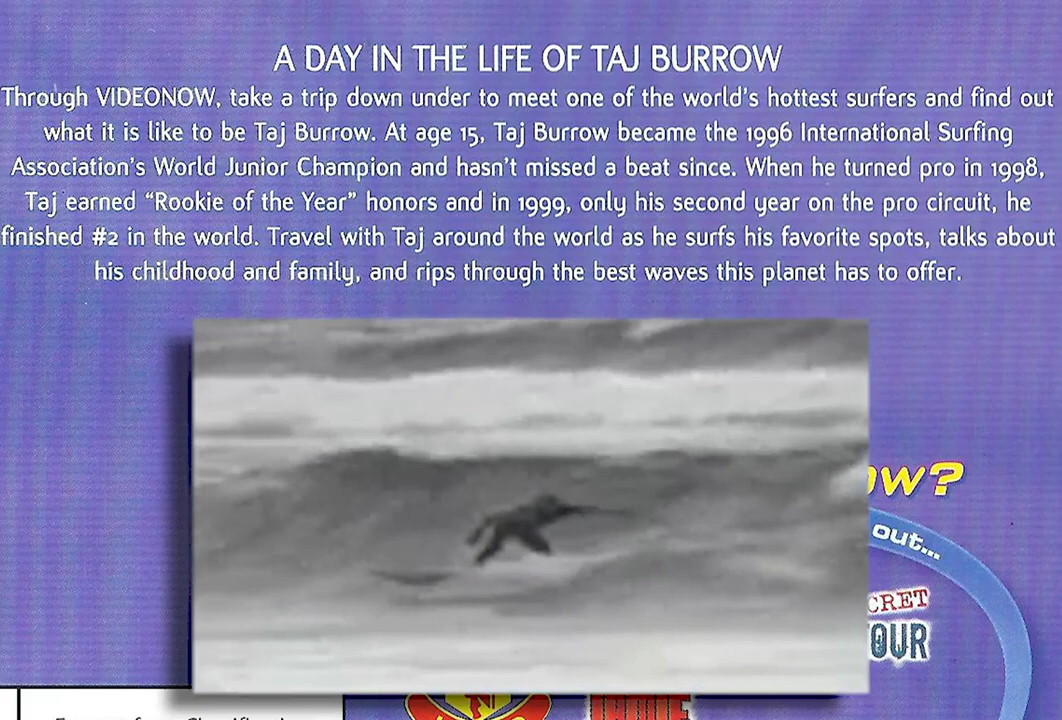 A DAY IN THE LIFE OF TAJ BURROW
Through VIDEONOW, take a trip down under to meet one of the world's hottest surfers and find out
what it is like to be Taj Burrow. At age 15, Taj Burrow became the 1996 International Surfing
Association's World Junior Champion and hasn't missed a beat since. When he turned pro in 1998,
Taj earned “Rookie of the Year” honors and in 1999, only his second year on the pro circuit, he
finished #2 in the world. Travel with Taj around the world as he surfs his favorite spots, talks about
his childhood and family, and rips through the best waves this planet has to offer.
ow?
out...
CRET
OUR